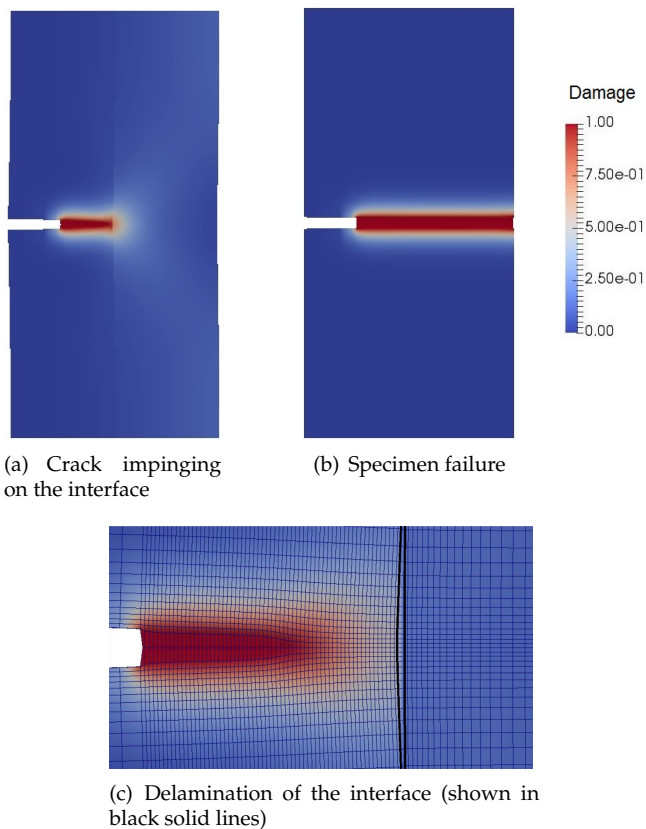 Damage
1.00
7.50e-01
5.00e-01
2.50e-01
0.00
(a) Crack impinging
on the interface
(b) Specimen failure
(c) Delamination of the interface (shown in
black solid lines)